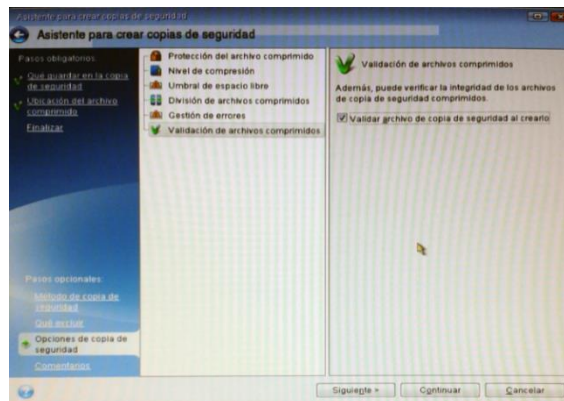 Asistente para crear copias de seguridad
Asistente para crear copias de seguridad
Pasos obligatorios:
Qué guardar en la copia
de seguridad
Ubicación del archivo
comprimido
Finalizar
Pasos opcionales:
Método de copia de
seguridad
Qué excluir
Opciones de copia de
seguridad
Comentarios
Protección del archivo comprimido
Nivel de compresión
Umbral de espacio libre
División de archivos comprimidos
Gestión de errores
Validación de archivos comprimidos
Validación de archivos comprimidos
Además, puede verificar la integridad de los archivos
de copia de seguridad comprimidos.
Validar archivo de copia de seguridad al crearlo
Siguiente >
Continuar
Cancelar